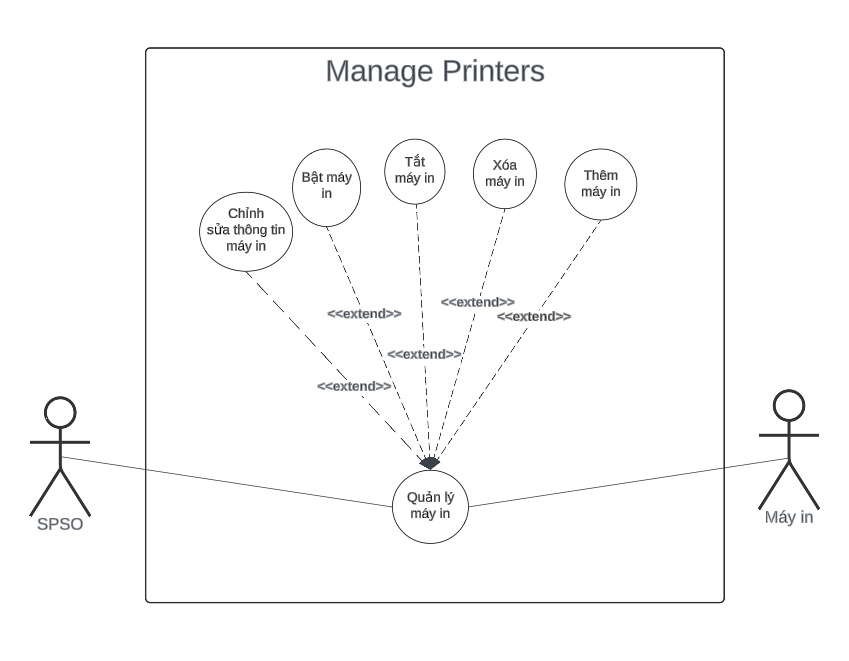 Manage Printers
Chỉnh
sửa thông tin
máy in
Bật máy
in
Tắt
máy in
Xóa
máy in
Thêm
máy in
<<extend>>
<<extend>>
<<extend>>
<<extend>>
<<extend>>
SPSO
Quản lý
máy in
Máy in